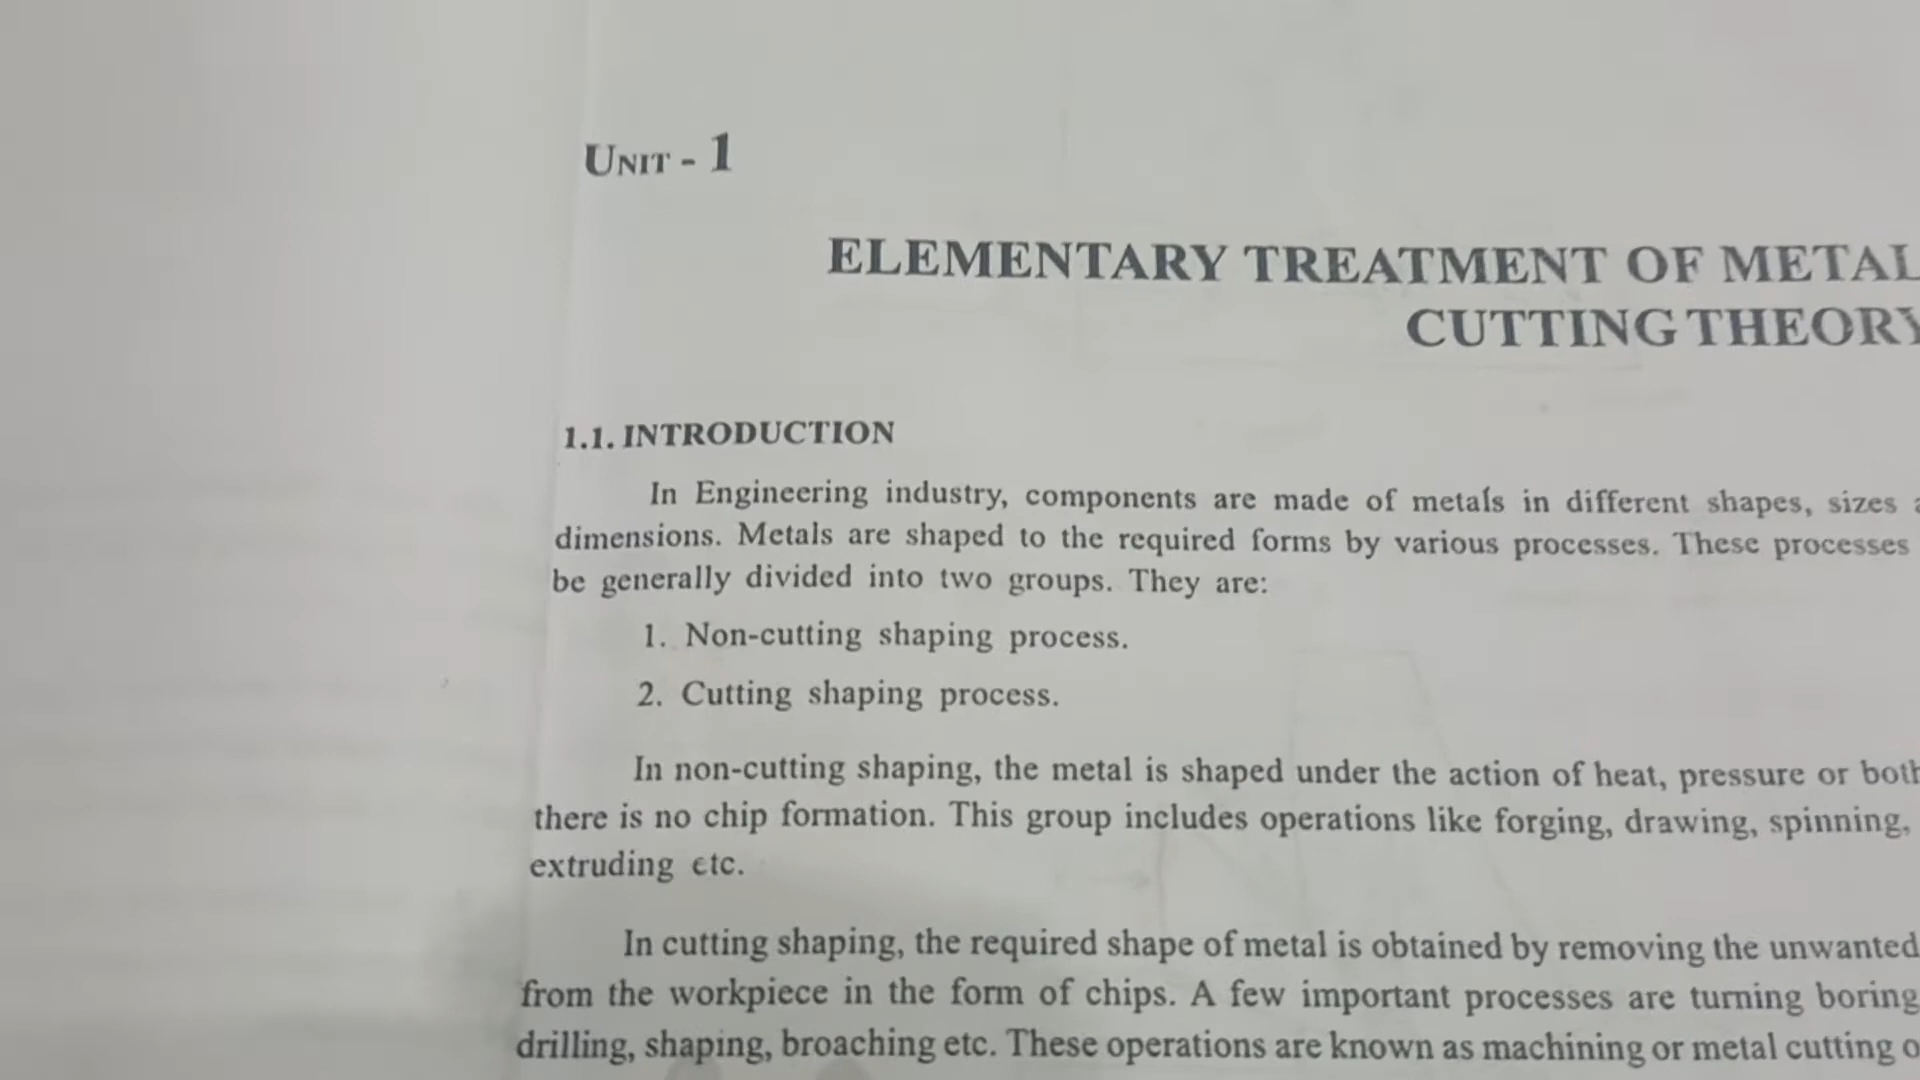 UNIT - 1
ELEMENTARY TREATMENT OF METAL
CUTTING THEORY
1.1. INTRODUCTION
In Engineering industry, components are made of metals in different shapes, sizes
dimensions. Metals are shaped to the required forms by various processes. These processes
be generally divided into two groups. They are:
1. Non-cutting shaping process.
2. Cutting shaping process.
In non-cutting shaping, the metal is shaped under the action of heat, pressure or both
there is no chip formation. This group includes operations like forging, drawing, spinning,
extruding etc.
In cutting shaping, the required shape of metal is obtained by removing the unwanted
from the workpiece in the form of chips. A few important processes are turning boring
drilling, shaping, broaching etc. These operations are known as machining or metal cutting